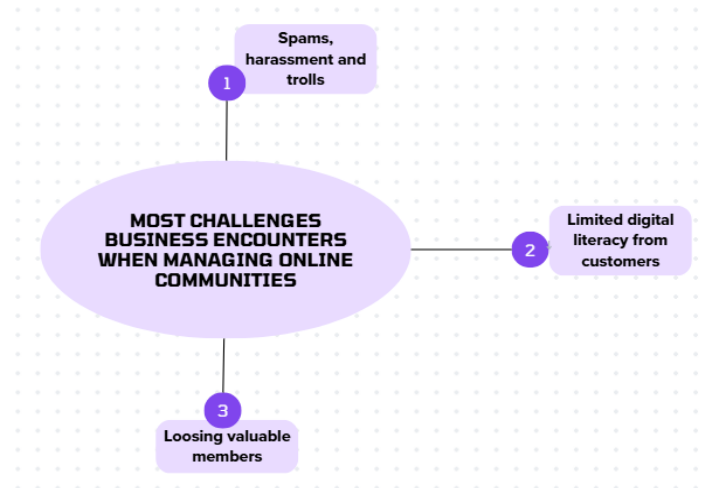 Spams,
harassment and
trolls
1
MOST CHALLENGES
BUSINESS ENCOUNTERS
WHEN MANAGING ONLINE
COMMUNITIES
2
Limited digital
literacy from
customers
3
Loosing valuable
members